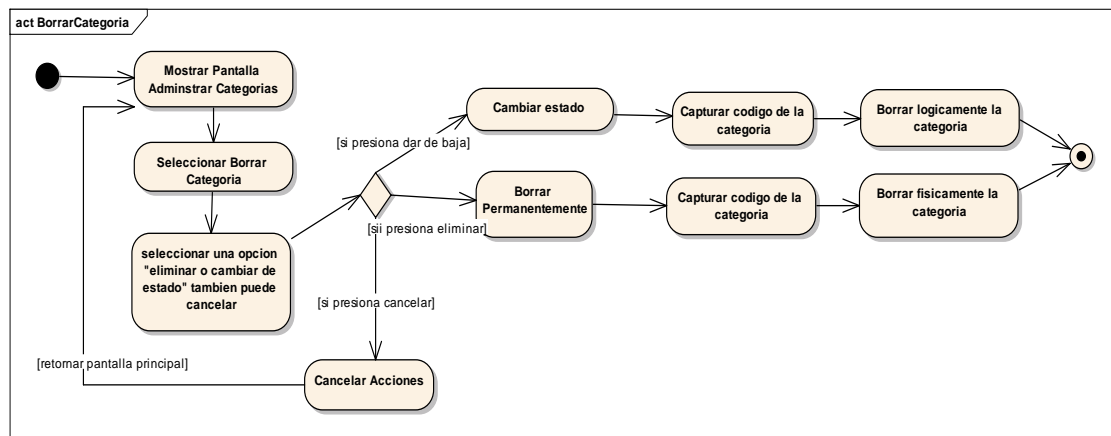 act BorrarCategoria
Mostrar Pantalla
Adminstrar Categorias
Seleccionar Borrar
Categoria
seleccionar una opcion
"eliminar o cambiar de
estado" tambien puede
cancelar
[si presiona dar de baja]
Cambiar estado
Capturar codigo de la
categoria
Borrar logicamente la
categoria
[sii presiona eliminar]
Borrar
Permanentemente
Capturar codigo de la
categoria
Borrar fisicamente la
categoria
[si presiona cancelar]
Cancelar Acciones
[retornar pantalla principal]